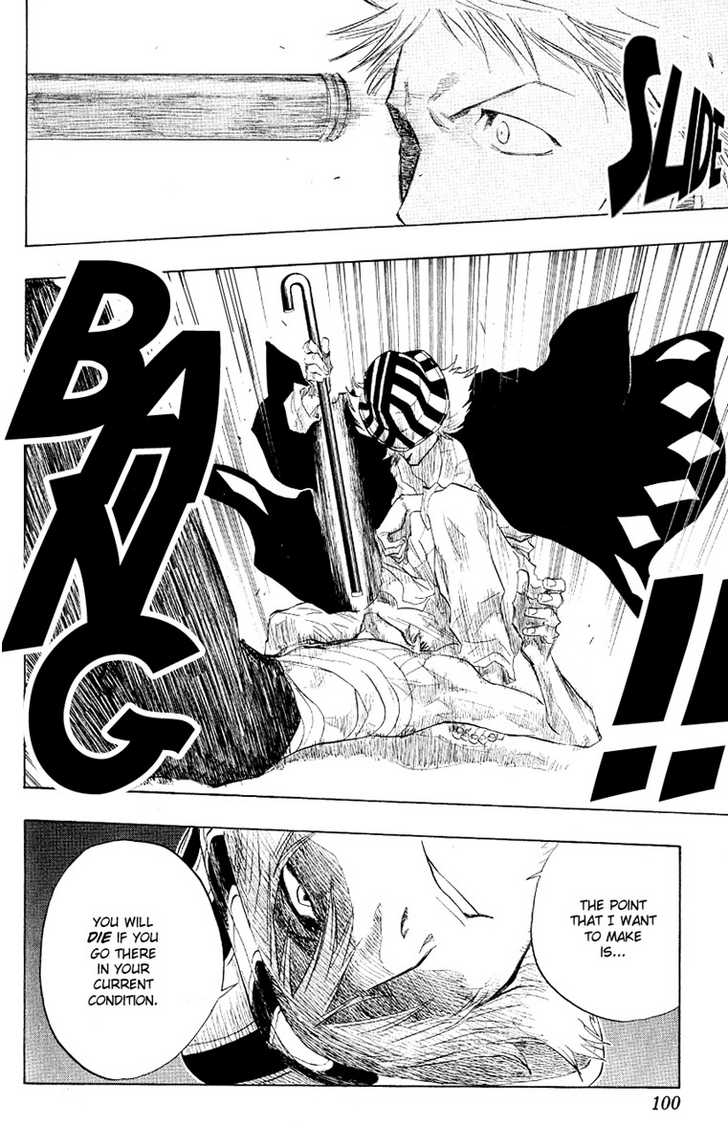 SLIDE
BANG!!
THE POINT
THAT I WANT
TO MAKE
IS...
YOU WILL
DIE IF YOU
GO THERE
IN YOUR
CURRENT
CONDITION.
100